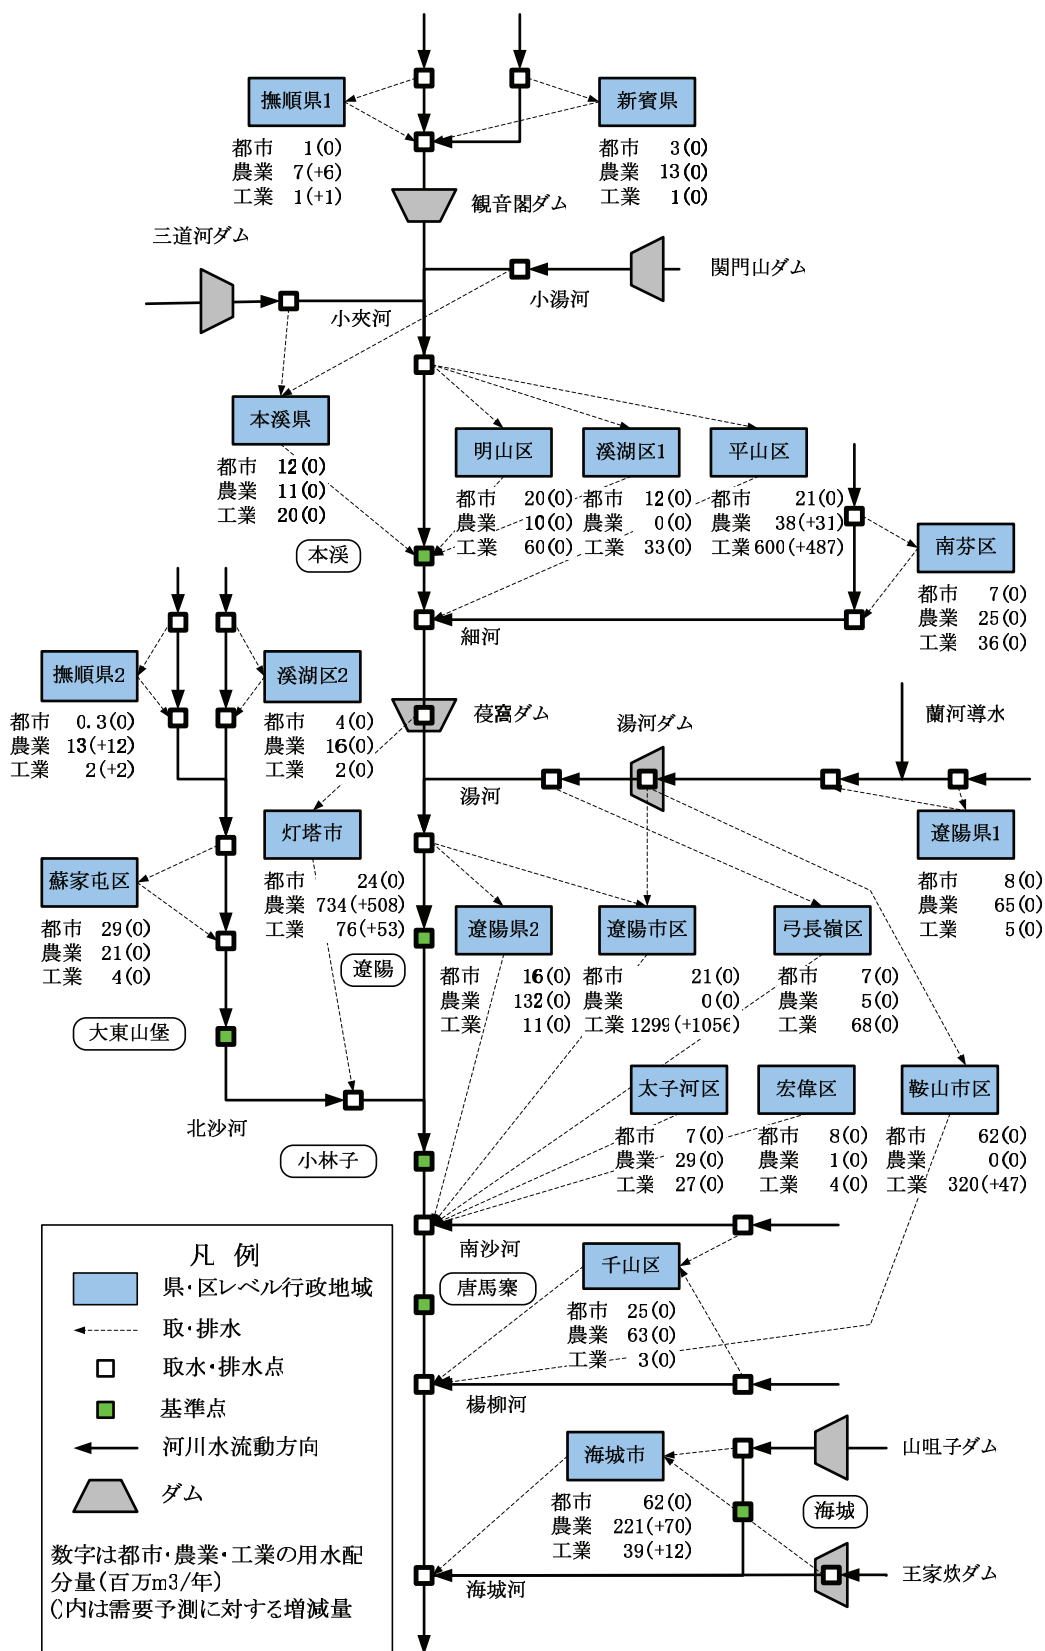 撫順県1
都市 1(0)
農業 7(+6)
工業 1(+1)
新賓県
都市 3(0)
農業 13(0)
工業 1(0)
観音閣ダム
三道河ダム
関門山ダム
小湯河
小夾河
本溪県
都市 12(0)
農業 11(0)
工業 20(0)
明山区
都市 20(0)
農業 10(0)
工業 60(0)
溪湖区1
都市 12(0)
農業 0(0)
工業 33(0)
平山区
都市 21(0)
農業 38(+31)
工業 600(+487)
南芬区
都市 7(0)
農業 25(0)
工業 36(0)
本溪
細河
撫順県2
都市 0.3(0)
農業 13(+12)
工業 2(+2)
溪湖区2
都市 4(0)
農業 16(0)
工業 2(0)
葠窩ダム
湯河ダム
蘭河導水
湯河
遼陽県1
都市 8(0)
農業 65(0)
工業 5(0)
灯塔市
都市 24(0)
農業 734(+508)
工業 76(+53)
蘇家屯区
都市 29(0)
農業 21(0)
工業 4(0)
遼陽
遼陽県2
都市 16(0)
農業 132(0)
工業 11(0)
遼陽市区
都市 21(0)
農業 0(0)
工業 1299(+1056)
弓長嶺区
都市 7(0)
農業 5(0)
工業 68(0)
大東山堡
北沙河
小林子
太子河区
都市 7(0)
農業 29(0)
工業 27(0)
宏偉区
都市 8(0)
農業 1(0)
工業 4(0)
鞍山市区
都市 62(0)
農業 0(0)
工業 320(+47)
南沙河
唐馬寨
千山区
都市 25(0)
農業 63(0)
工業 3(0)
楊柳河
海城市
都市 62(0)
農業 221(+70)
工業 39(+12)
山咀子ダム
海城
王家炊ダム
海城河
凡 例
県・区レベル行政地域
取・排水
取水・排水点
基準点
河川水流動方向
ダム
数字は都市・農業・工業の用水配
分量(百万m3/年)
()内は需要予測に対する増減量